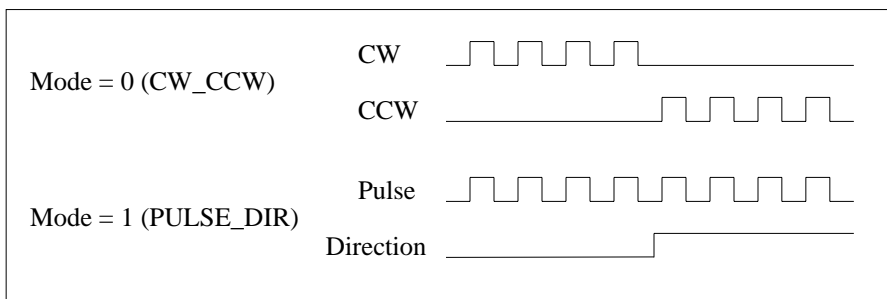 Mode = 0 (CW_CCW)
CW
CCW
Mode = 1 (PULSE_DIR)
Pulse
Direction